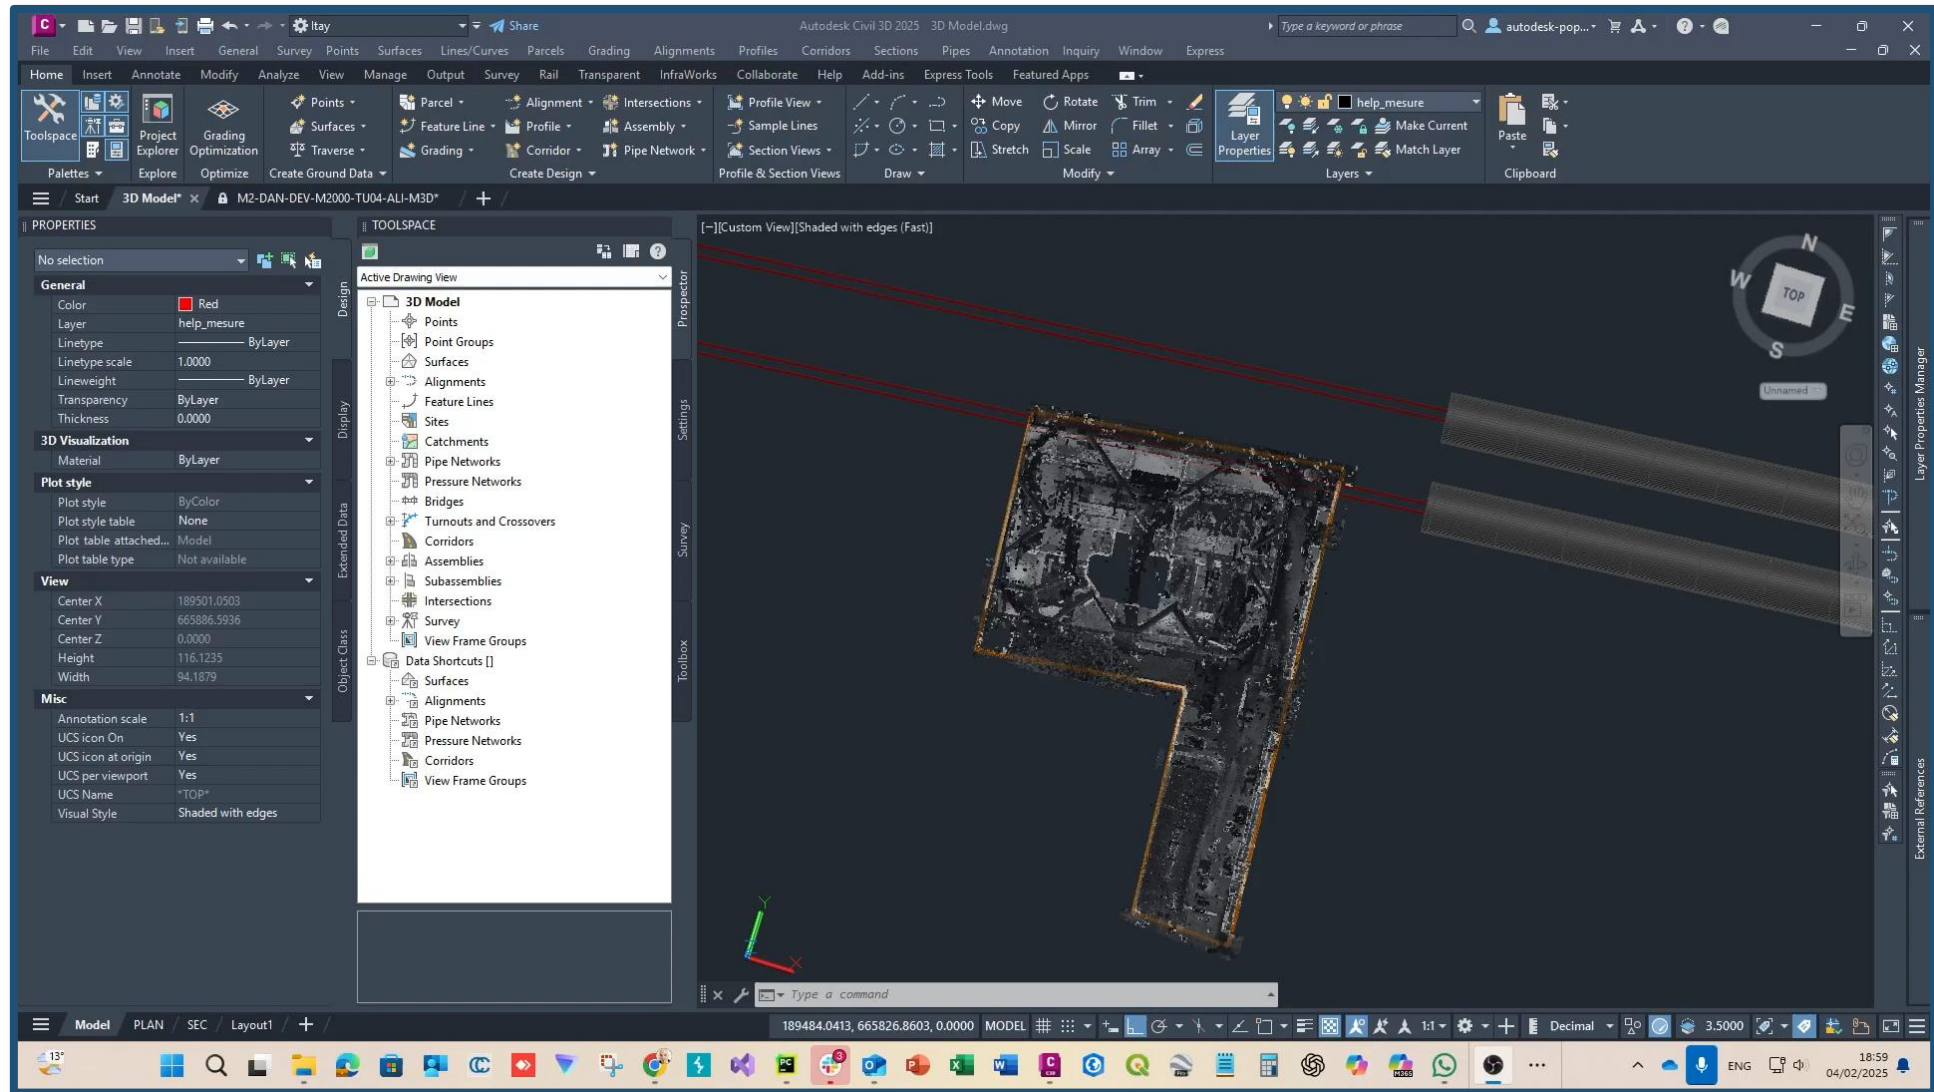 Itay
Share
Autodesk Civil 3D 2025 3D Model.dwg
Type a keyword or phrase
autodesk-pop...
File Edit View Insert General Survey Points Surfaces Lines/Curves Parcels Grading Alignments Profiles Corridors Sections Pipes Annotation Inquiry Window Express
Home Insert Annotate Modify Analyze View Manage Output Survey Rail Transparent InfraWorks Collaborate Help Add-ins Express Tools Featured Apps
Points Parcel Alignment Intersections Profile View Move Rotate Trim help_mesure
Surfaces Feature Line Profile Assembly Sample Lines Copy Mirror Fillet Make Current
Traverse Grading Corridor Pipe Network Section Views Stretch Scale Array Match Layer
Toolspace
Project Explorer
Grading Optimization
Layer Properties
Paste
Palettes Explore Optimize Create Ground Data Create Design Profile & Section Views Draw Modify Layers Clipboard
Start 3D Model* M2-DAN-DEV-M2000-TU04-ALI-M3D*
PROPERTIES
No selection
General
Color Red
Layer help_mesure
Linetype ByLayer
Linetype scale 1.0000
Lineweight ByLayer
Transparency ByLayer
Thickness 0.0000
3D Visualization
Material ByLayer
Plot style
Plot style ByColor
Plot style table None
Plot table attached... Model
Plot table type Not available
View
Center X 189501.0503
Center Y 665886.5936
Center Z 0.0000
Height 116.1235
Width 94.1879
Misc
Annotation scale 1:1
UCS icon On Yes
UCS icon at origin Yes
UCS per viewport Yes
UCS Name *TOP*
Visual Style Shaded with edges
Design
Display
Extended Data
Object Class
TOOLSPACE
Active Drawing View
3D Model
Points
Point Groups
Surfaces
Alignments
Feature Lines
Sites
Catchments
Pipe Networks
Pressure Networks
Bridges
Turnouts and Crossovers
Corridors
Assemblies
Subassemblies
Intersections
Survey
View Frame Groups
Data Shortcuts []
Surfaces
Alignments
Pipe Networks
Pressure Networks
Corridors
View Frame Groups
Prospector
Settings
Survey
Toolbox
[−][Custom View][Shaded with edges (Fast)]
N
W
TOP
E
S
Unnamed
Y
X
Layer Properties Manager
External References
Type a command
Model PLAN SEC Layout1
189484.0413, 665826.8603, 0.0000 MODEL 1:1 Decimal 3.5000
13°
3
M365
ENG
18:59
04/02/2025